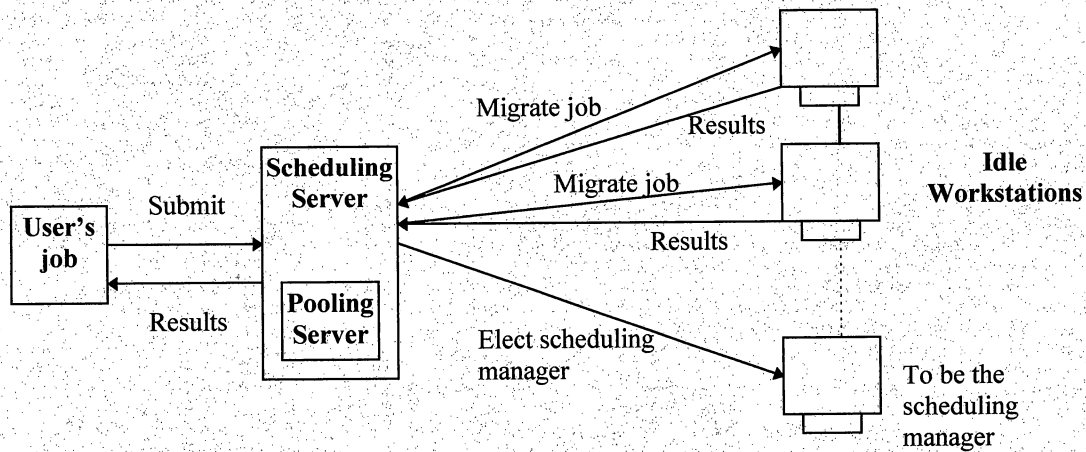 User's
job
Submit
Results
Scheduling
Server
Pooling
Server
Migrate job
Results
Migrate job
Results
Elect scheduling
manager
Idle
Workstations
To be the
scheduling
manager